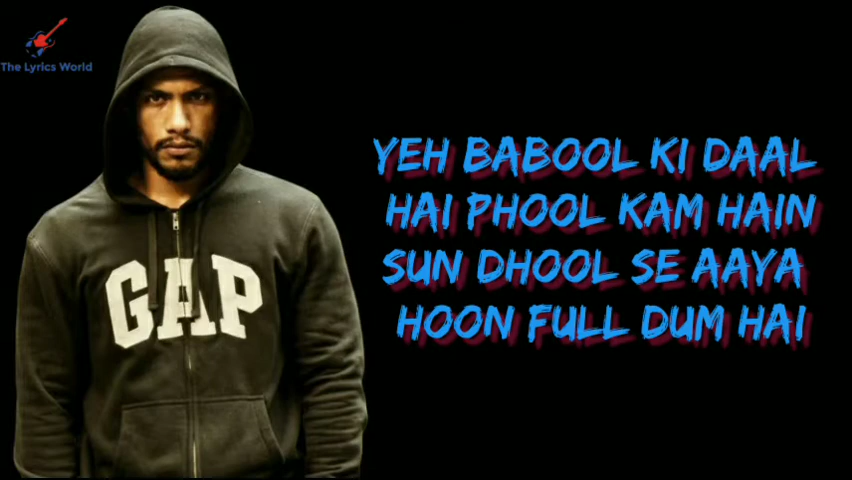 The Lyrics World
GAP
YEH BABOOL KI DAAL
HAI PHOOL KAM HAIN
SUN DHOOL SE AAYA
HOON FULL DUM HAI